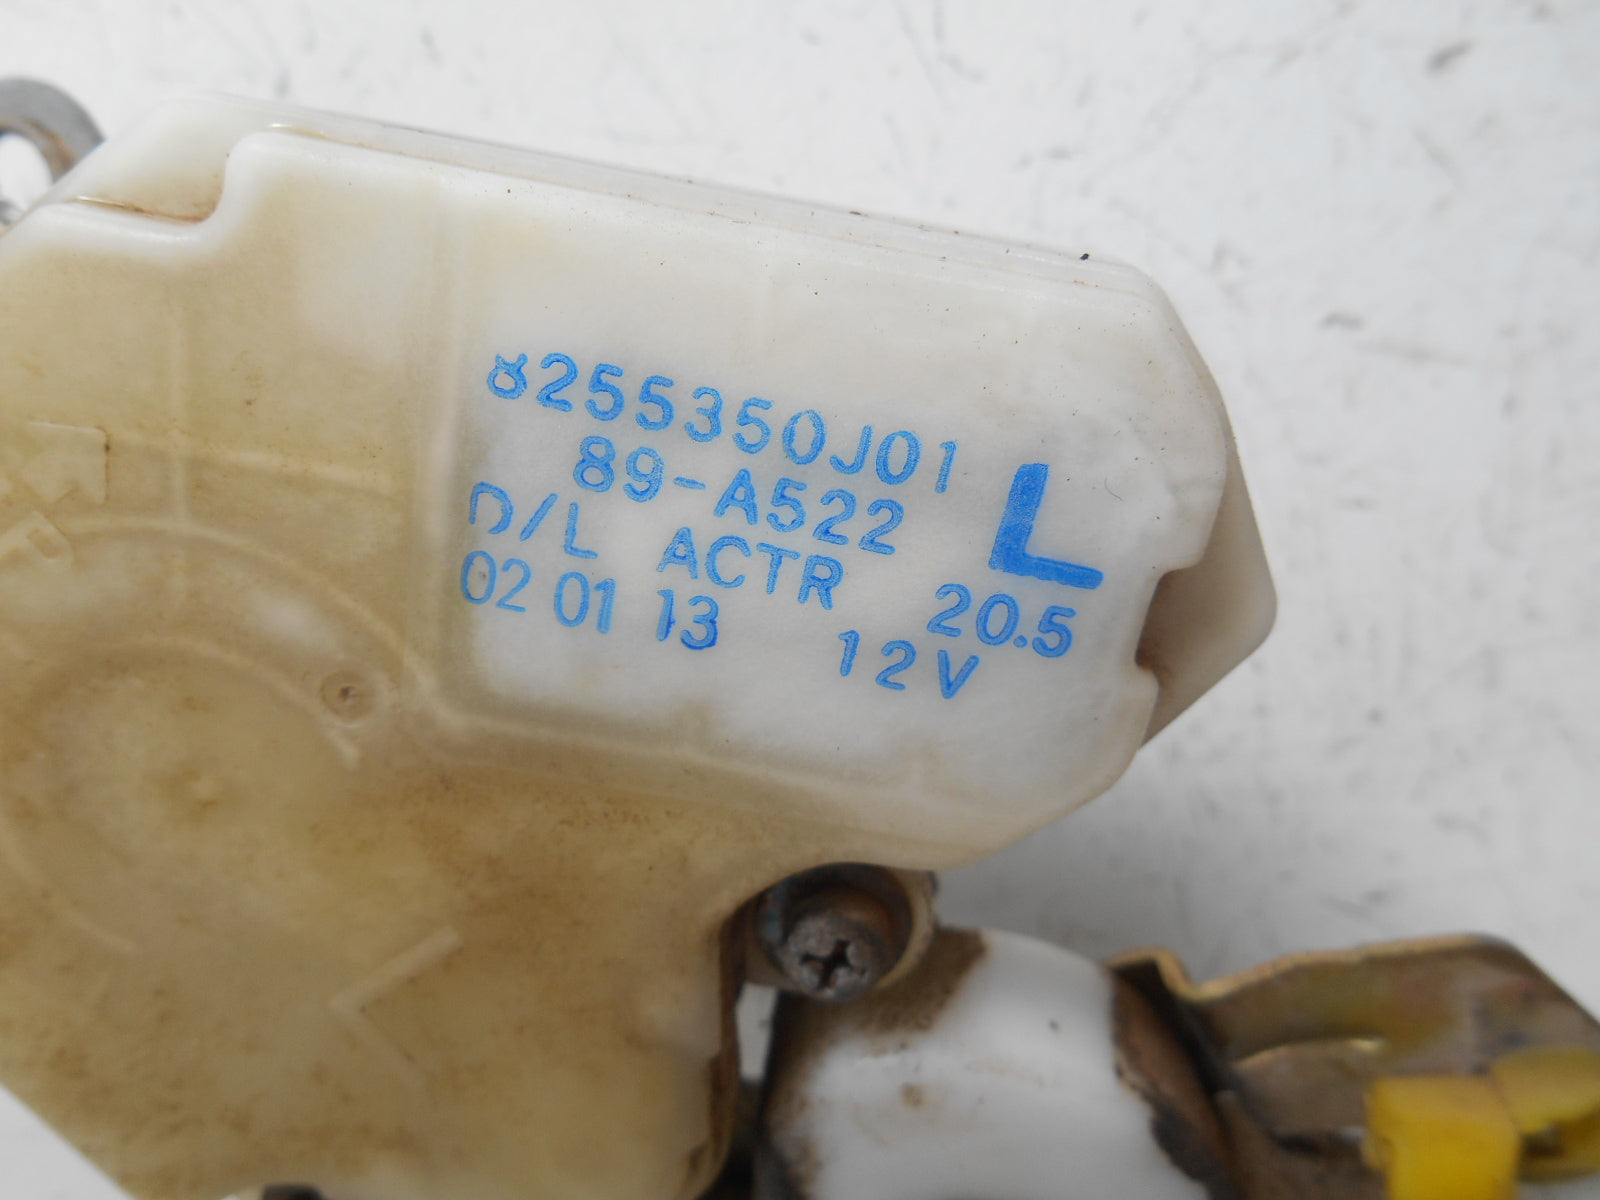 8255350J01
89-A522
D/L ACTR
02 01 13
L
20.5
12V